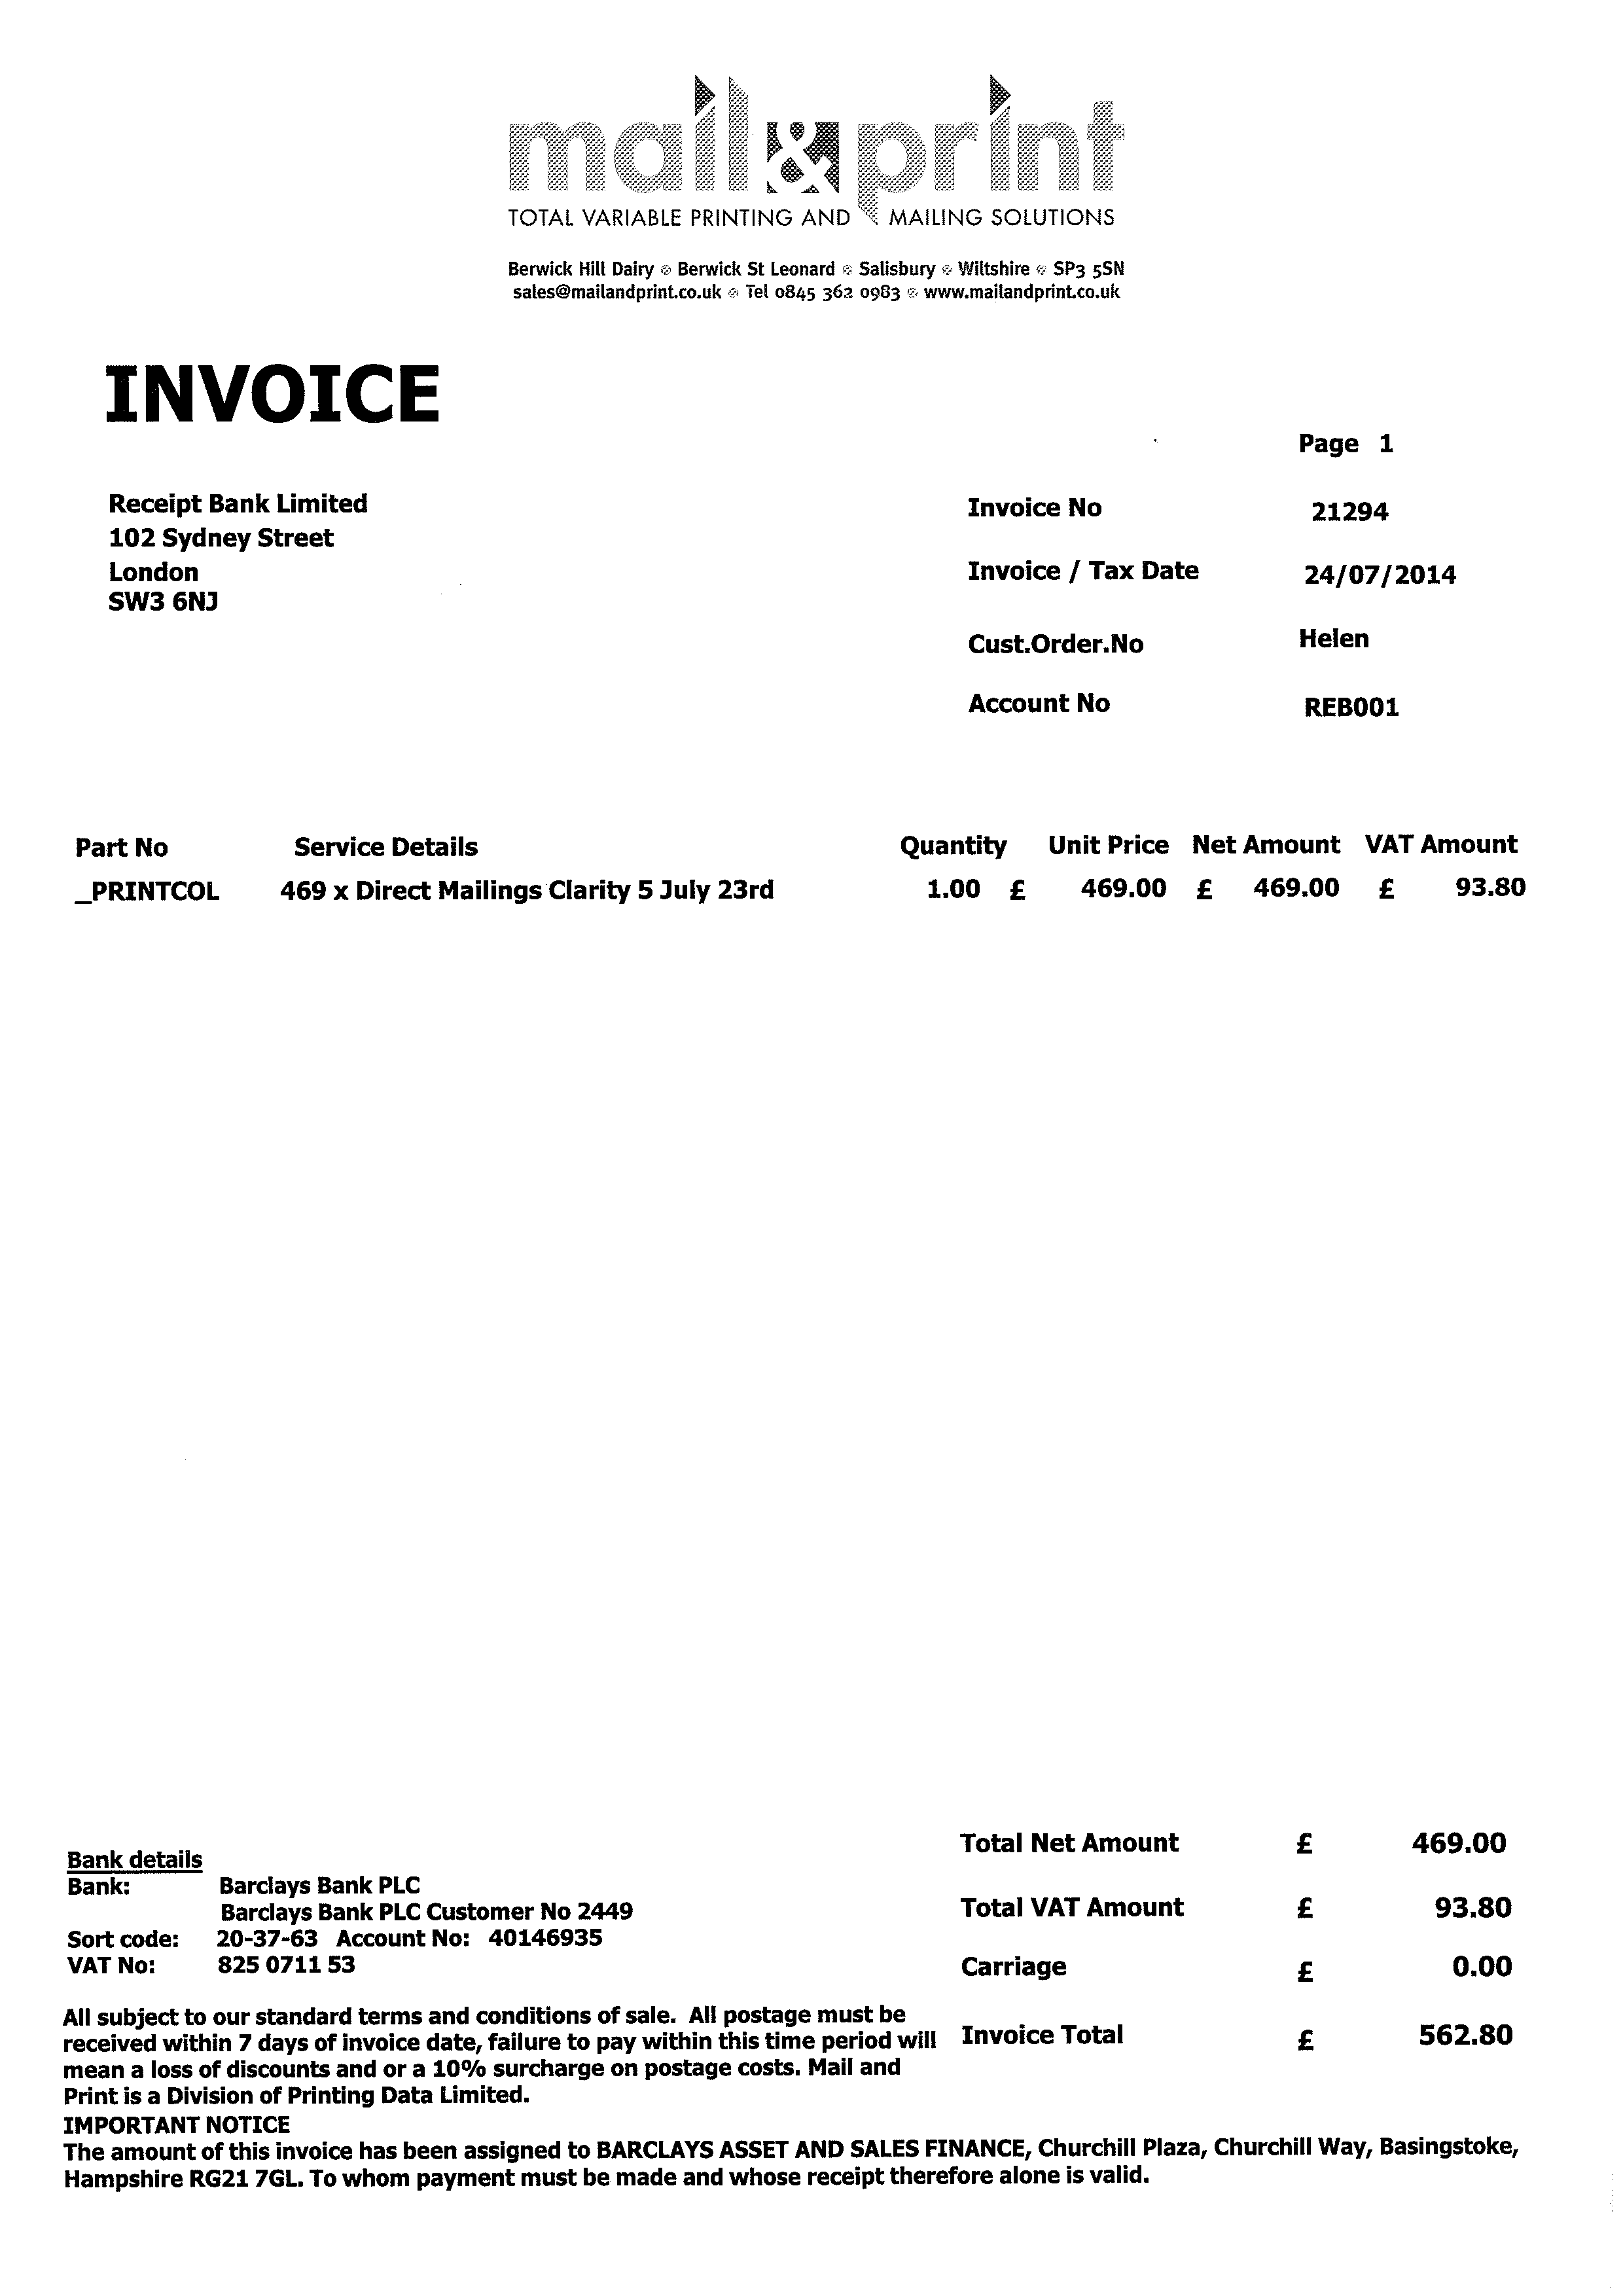 mail & print
TOTAL VARIABLE PRINTING AND MAILING SOLUTIONS
Berwick Hill Dairy Berwick St Leonard Salisbury Wiltshire SP3 5SN
sales@mailandprint.co.uk Tel 0845 362 0983 www.mailandprint.co.uk
INVOICE
Page 1
Receipt Bank Limited
102 Sydney Street
London
SW3 6NJ
Invoice No 21294
Invoice / Tax Date 24/07/2014
Cust.Order.No Helen
Account No REB001
Part No Service Details Quantity Unit Price Net Amount VAT Amount
_PRINTCOL 469 x Direct Mailings Clarity 5 July 23rd 1.00 £ 469.00 £ 469.00 £ 93.80
Bank details
Bank: Barclays Bank PLC
Barclays Bank PLC Customer No 2449
Sort code: 20-37-63 Account No: 40146935
VAT No: 825 0711 53
Total Net Amount £ 469.00
Total VAT Amount £ 93.80
Carriage £ 0.00
Invoice Total £ 562.80
All subject to our standard terms and conditions of sale. All postage must be
received within 7 days of invoice date, failure to pay within this time period will
mean a loss of discounts and or a 10% surcharge on postage costs. Mail and
Print is a Division of Printing Data Limited.
IMPORTANT NOTICE
The amount of this invoice has been assigned to BARCLAYS ASSET AND SALES FINANCE, Churchill Plaza, Churchill Way, Basingstoke,
Hampshire RG21 7GL. To whom payment must be made and whose receipt therefore alone is valid.